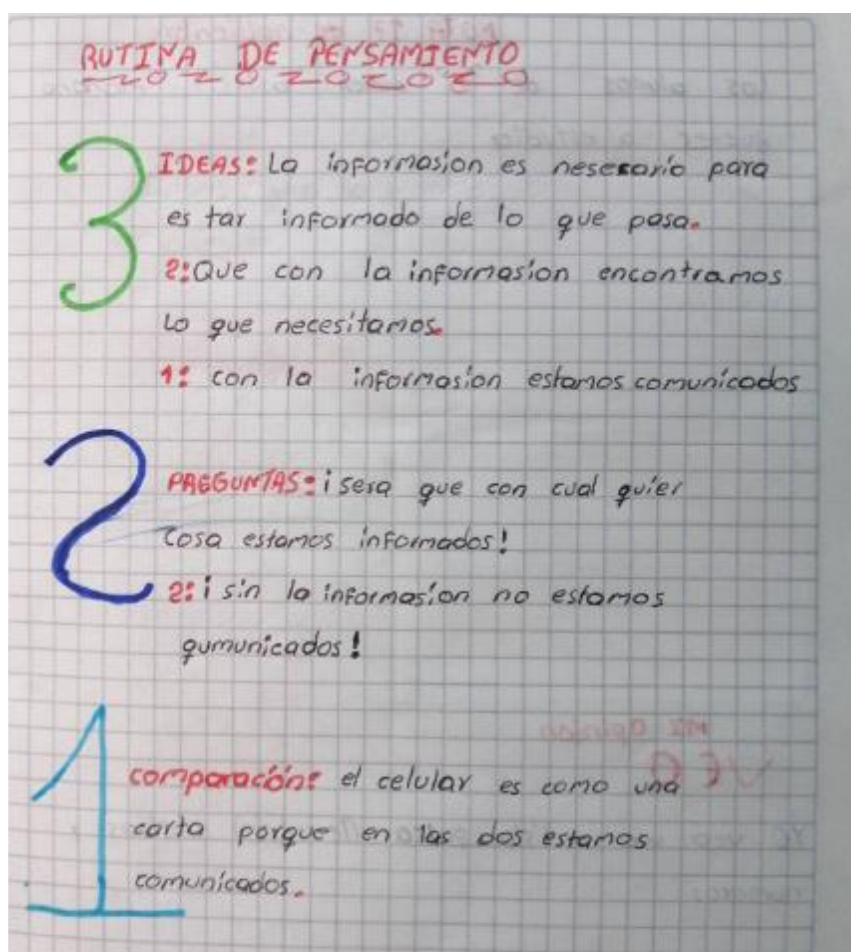 RUTINA DE PENSAMIENTO
3 IDEAS: La informasion es nesesario para
es tar informado de lo que pasa.
2: Que con la informasion encontramos
Lo que necesitamos.
1: con la informasion estamos comunicados
2 PREGUNTAS: ¡ sera que con cual quier
Cosa estamos informados!
2: ¡ sin la informasion no estamos
qumunicados!
1 comparación: el celular es como una
carta porque en las dos estamos
comunicados.